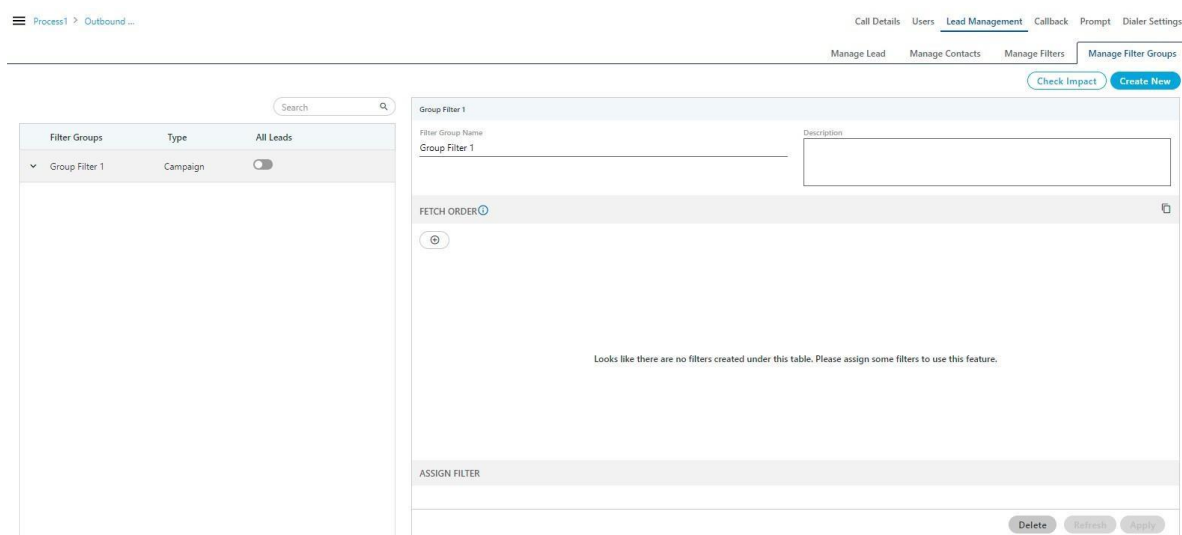 Process1 > Outbound ...
Call Details Users Lead Management Callback Prompt Dialer Settings
Manage Lead Manage Contacts Manage Filters Manage Filter Groups
Check Impact Create New
Search
Filter Groups Type All Leads
Group Filter 1 Campaign
Group Filter 1
Filter Group Name
Group Filter 1
Description
FETCH ORDER
Looks like there are no filters created under this table. Please assign some filters to use this feature.
ASSIGN FILTER
Delete Refresh Apply